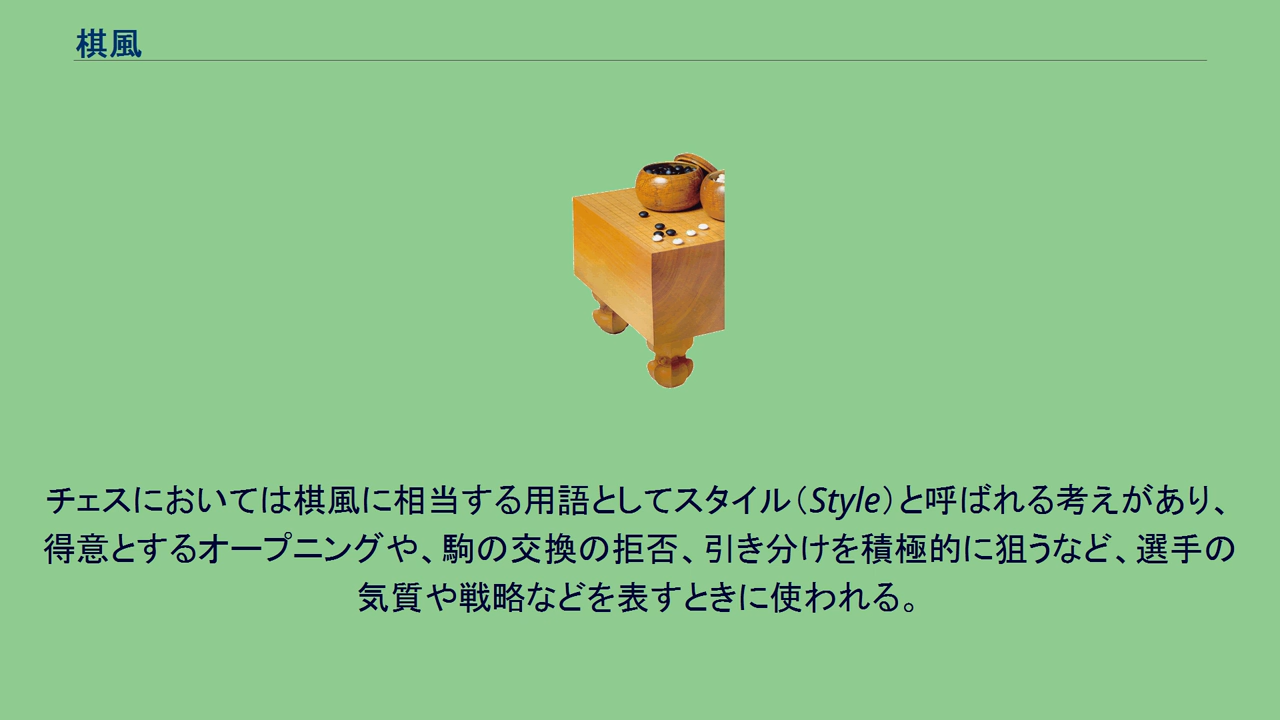 棋風
チェスにおいては棋風に相当する用語としてスタイル（Style）と呼ばれる考えがあり、
得意とするオープニングや、駒の交換の拒否、引き分けを積極的に狙うなど、選手の
気質や戦略などを表すときに使われる。